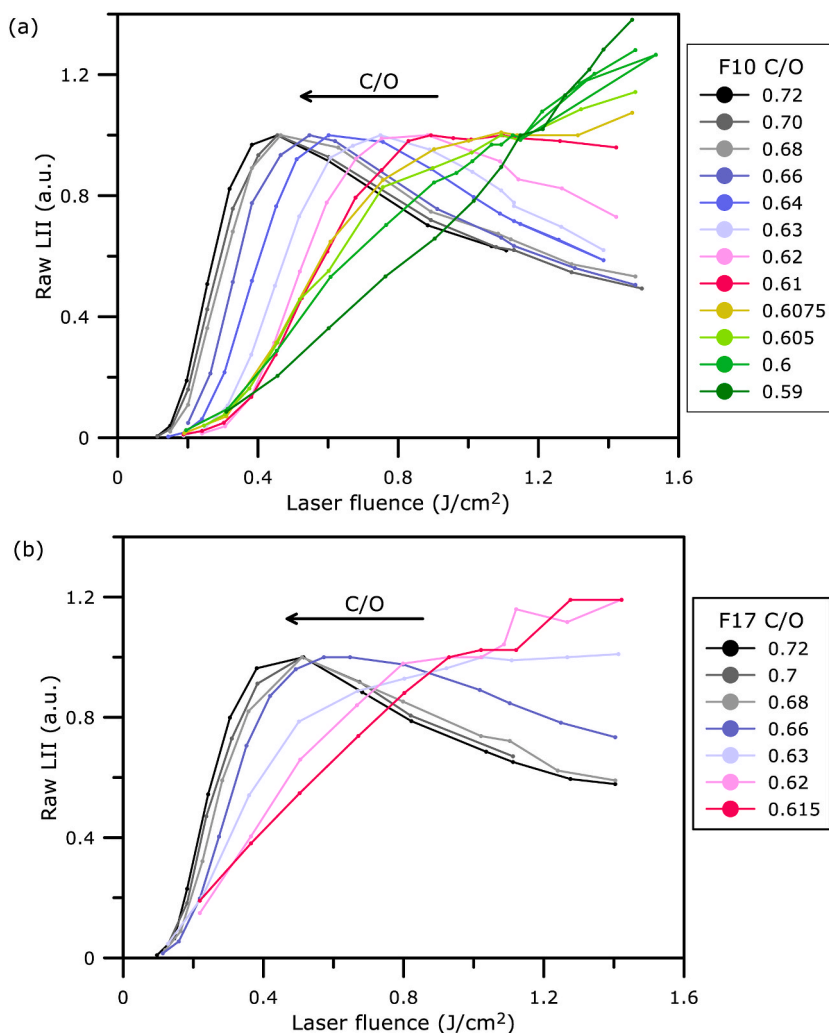 (a)
C/O
Raw LII (a.u.)
1.2
0.8
0.4
0
0 0.4 0.8 1.2 1.6
Laser fluence (J/cm²)
F10 C/O
0.72
0.70
0.68
0.66
0.64
0.63
0.62
0.61
0.6075
0.605
0.6
0.59
(b)
C/O
Raw LII (a.u.)
1.2
0.8
0.4
0
0 0.4 0.8 1.2 1.6
Laser fluence (J/cm²)
F17 C/O
0.72
0.7
0.68
0.66
0.63
0.62
0.615